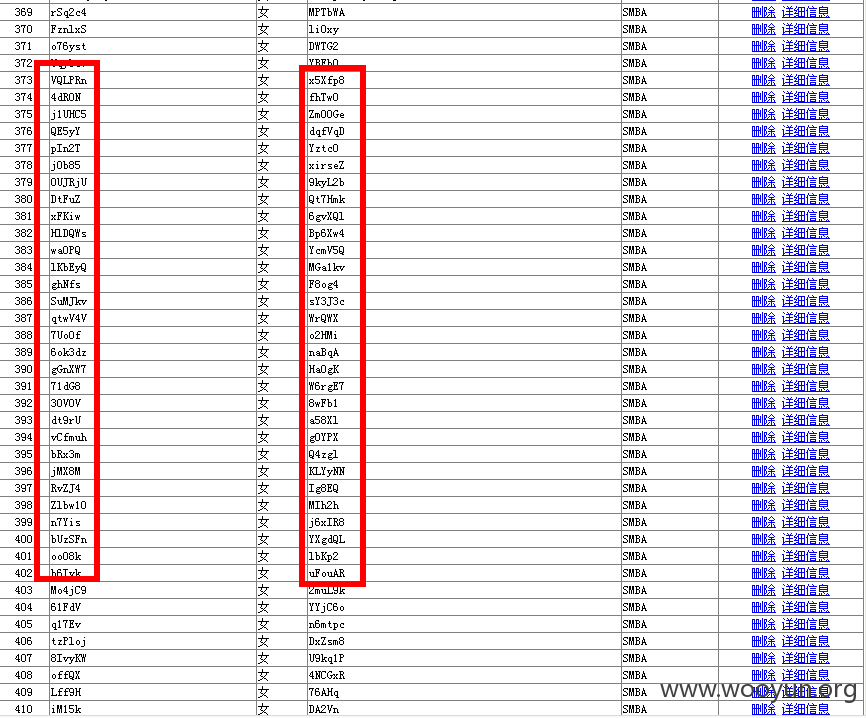 369 rSq2c4 女 MPTbWA SMBA 删除 详细信息
370 FznlxS 女 li0xy SMBA 删除 详细信息
371 o76yst 女 DWTG2 SMBA 删除 详细信息
372 女 SMBA 删除 详细信息
373 VQLPRn 女 x5Xfp8 SMBA 删除 详细信息
374 4dRON 女 fhTwO SMBA 删除 详细信息
375 j1UHC5 女 ZmOOGe SMBA 删除 详细信息
376 QE5yY 女 dqfVqD SMBA 删除 详细信息
377 pIn2T 女 YztcO SMBA 删除 详细信息
378 jOb85 女 xirseZ SMBA 删除 详细信息
379 OUJRjU 女 9kyL2b SMBA 删除 详细信息
380 DtFuZ 女 Qt7Hmk SMBA 删除 详细信息
381 xFKiw 女 6gvXQl SMBA 删除 详细信息
382 HlDQWs 女 Bp6Xw4 SMBA 删除 详细信息
383 waOPQ 女 YcmV5Q SMBA 删除 详细信息
384 lKbEyQ 女 MGa1kv SMBA 删除 详细信息
385 ghNfs 女 F8og4 SMBA 删除 详细信息
386 SuMJkv 女 sY3J3c SMBA 删除 详细信息
387 qtwV4V 女 WrQWX SMBA 删除 详细信息
388 7UoOf 女 o2HMi SMBA 删除 详细信息
389 6ok3dz 女 naBqA SMBA 删除 详细信息
390 gGnXW7 女 HaOgK SMBA 删除 详细信息
391 71dG8 女 W6rgE7 SMBA 删除 详细信息
392 3OVOV 女 8wFb1 SMBA 删除 详细信息
393 dt9rU 女 a58Xl SMBA 删除 详细信息
394 vCfmuh 女 gOYPX SMBA 删除 详细信息
395 bRx3m 女 Q4zgl SMBA 删除 详细信息
396 jMX8M 女 KLYyNN SMBA 删除 详细信息
397 RvZJ4 女 Ig8EQ SMBA 删除 详细信息
398 Zlbw1O 女 MIh2h SMBA 删除 详细信息
399 n7Yis 女 j6xIR8 SMBA 删除 详细信息
400 bUzSFn 女 YXgdQL SMBA 删除 详细信息
401 ooO8k 女 lbKp2 SMBA 删除 详细信息
402 女 uFouAR SMBA 删除 详细信息
403 Mo4jC9 女 2muL9k SMBA 删除 详细信息
404 61FdV 女 YYjC6o SMBA 删除 详细信息
405 q17Ev 女 n6mtpc SMBA 删除 详细信息
406 tzPloj 女 DxZsm8 SMBA 删除 详细信息
407 8IvyKW 女 U9kq1P SMBA 删除 详细信息
408 offQX 女 4NCGxR SMBA 删除 详细信息
409 Lff9H 女 76AHq SMBA 删除 详细信息
www.wooyun.org
410 iM15k 女 DA2Vn SMBA 删除 详细信息